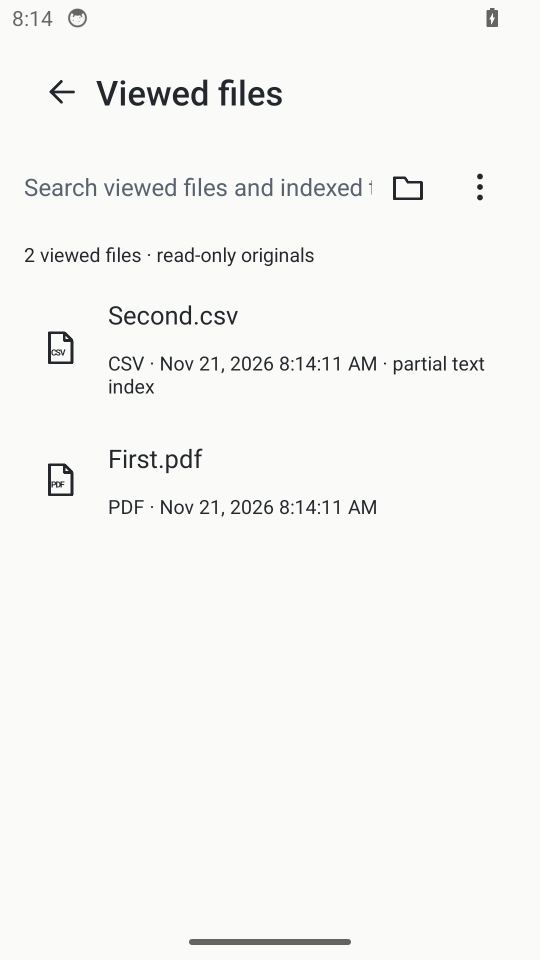 8:14
Viewed files
Search viewed files and indexed
2 viewed files · read-only originals
Second.csv
CSV
CSV · Nov 21, 2026 8:14:11 AM · partial text
index
First.pdf
PDF
PDF · Nov 21, 2026 8:14:11 AM